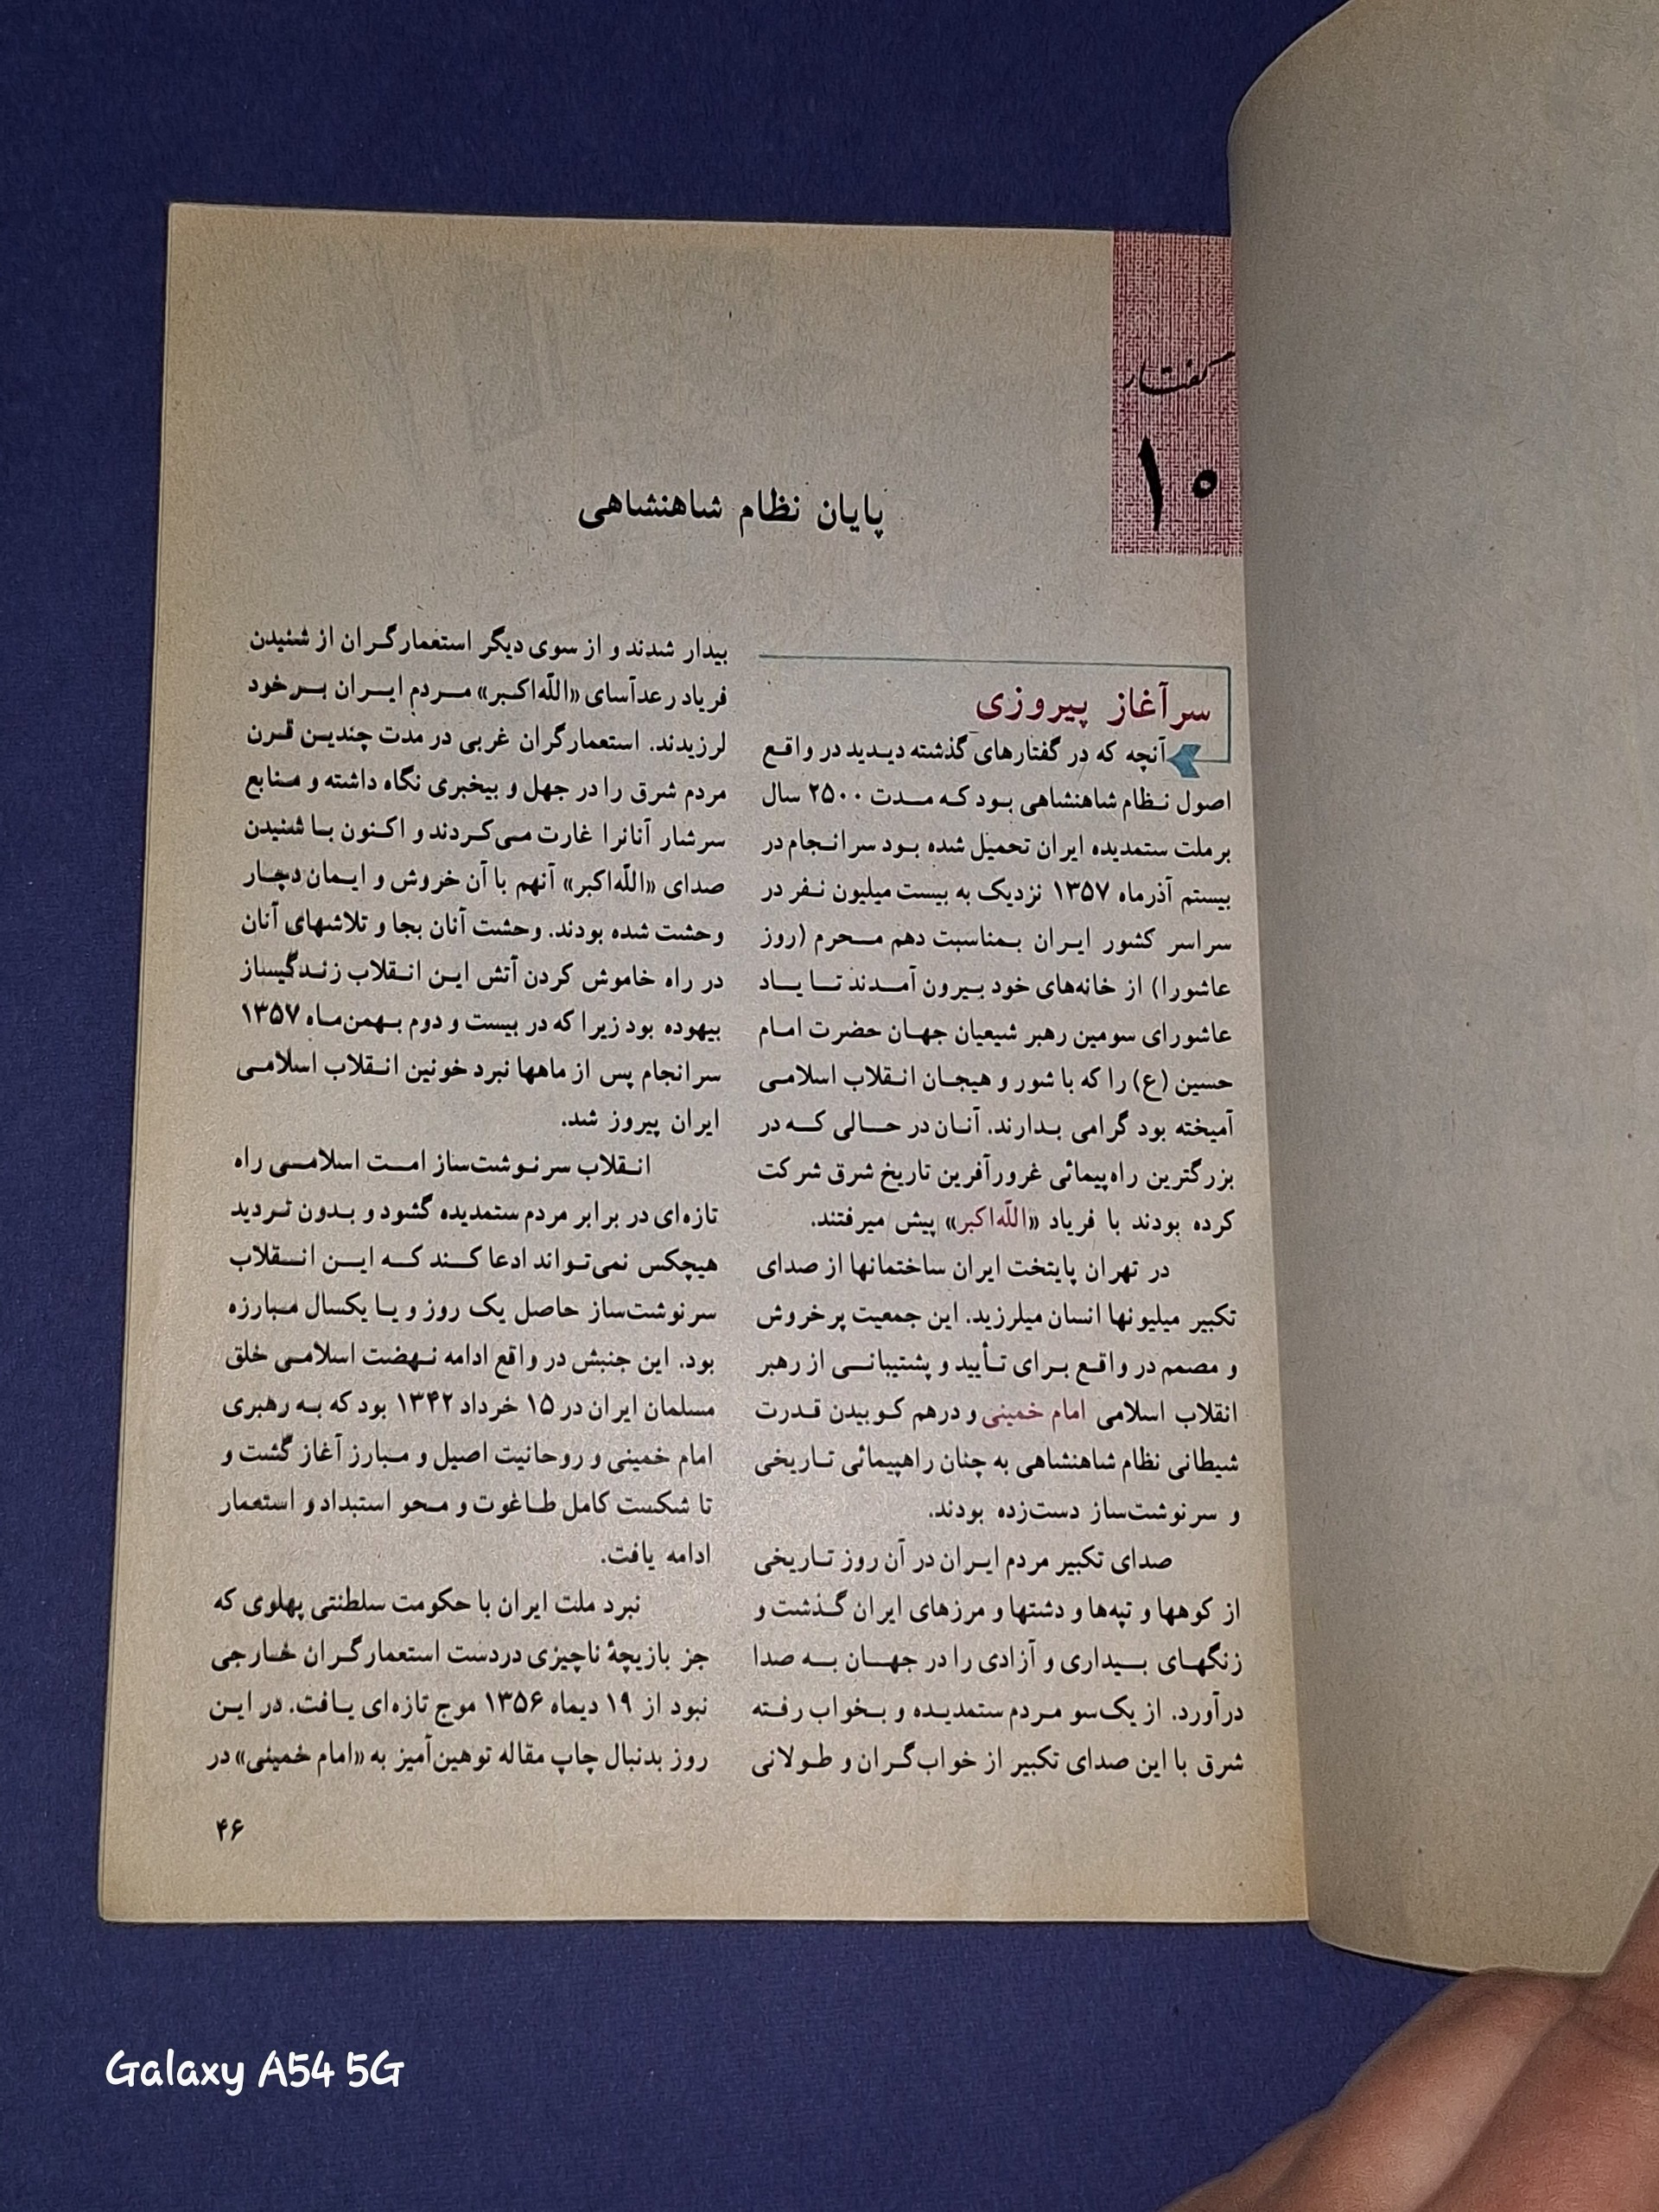 گفتار
۱۰
پایان نظام شاهنشاهی
سرآغاز پیروزی
آنچه که در گفتارهای گذشته دیدید در واقع
اصول نظام شاهنشاهی بود که مدت ۲۵۰۰ سال
برملت ستمدیده ایران تحمیل شده بود سرانجام در
بیستم آذرماه ۱۳۵۷ نزدیک به بیست میلیون نفر در
سراسر کشور ایران بمناسبت دهم محرم (روز
عاشورا) از خانه‌های خود بیرون آمدند تا یاد
عاشورای سومین رهبر شیعیان جهان حضرت امام
حسین (ع) را که با شور و هیجان انقلاب اسلامی
آمیخته بود گرامی بدارند. آنان در حالی که در
بزرگترین راه‌پیمائی غرورآفرین تاریخ شرق شرکت
کرده بودند با فریاد «الله‌اکبر» پیش میرفتند.
در تهران پایتخت ایران ساختمانها از صدای
تکبیر میلیونها انسان میلرزید. این جمعیت پرخروش
و مصمم در واقع برای تأیید و پشتیبانی از رهبر
انقلاب اسلامی امام خمینی و درهم کوبیدن قدرت
شیطانی نظام شاهنشاهی به چنان راهپیمائی تاریخی
و سرنوشت‌ساز دست‌زده بودند.
صدای تکبیر مردم ایران در آن روز تاریخی
از کوهها و تپه‌ها و دشتها و مرزهای ایران گذشت و
زنگهای بیداری و آزادی را در جهان به صدا
درآورد. از یک‌سو مردم ستمدیده و بخواب رفته
شرق با این صدای تکبیر از خواب گران و طولانی
بیدار شدند و از سوی دیگر استعمارگران از شنیدن
فریاد رعدآسای «الله‌اکبر» مردم ایران برخود
لرزیدند. استعمارگران غربی در مدت چندین قرن
مردم شرق را در جهل و بیخبری نگاه داشته و منابع
سرشار آنانرا غارت می‌کردند و اکنون با شنیدن
صدای «الله‌اکبر» آنهم با آن خروش و ایمان دچار
وحشت شده بودند. وحشت آنان بجا و تلاشهای آنان
در راه خاموش کردن آتش این انقلاب زندگیساز
بیهوده بود زیرا که در بیست و دوم بهمن‌ماه ۱۳۵۷
سرانجام پس از ماهها نبرد خونین انقلاب اسلامی
ایران پیروز شد.
انقلاب سرنوشت‌ساز امت اسلامی راه
تازه‌ای در برابر مردم ستمدیده گشود و بدون تردید
هیچکس نمی‌تواند ادعا کند که این انقلاب
سرنوشت‌ساز حاصل یک روز و یا یکسال مبارزه
بود. این جنبش در واقع ادامه نهضت اسلامی خلق
مسلمان ایران در ۱۵ خرداد ۱۳۴۲ بود که به رهبری
امام خمینی و روحانیت اصیل و مبارز آغاز گشت و
تا شکست کامل طاغوت و محو استبداد و استعمار
ادامه یافت.
نبرد ملت ایران با حکومت سلطنتی پهلوی که
جز بازیچهٔ ناچیزی دردست استعمارگران خارجی
نبود از ۱۹ دیماه ۱۳۵۶ موج تازه‌ای یافت. در این
روز بدنبال چاپ مقاله توهین‌آمیز به «امام خمینی» در
۴۶
Galaxy A54 5G